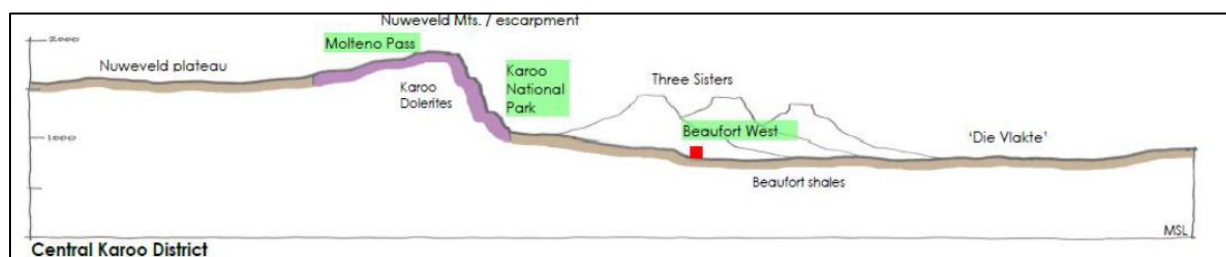 Nuweveld Mts. / escarpment
2000
Molteno Pass
Nuweveld plateau
Karoo
National
Park
Three Sisters
Karoo
Dolerites
1000
Beaufort West
'Die Vlakte'
Beaufort shales
MSL
Central Karoo District